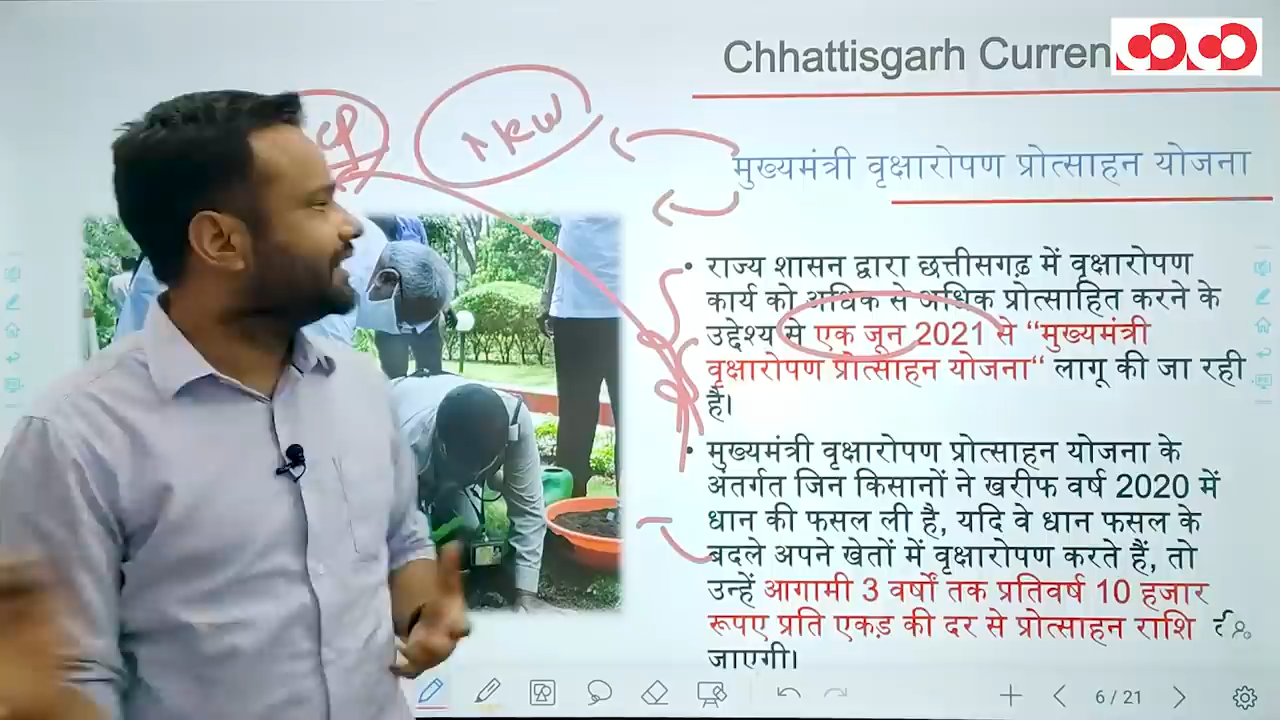 Chhattisgarh Curren
New
मुख्यमंत्री वृक्षारोपण प्रोत्साहन योजना
• राज्य शासन द्वारा छत्तीसगढ़ में वृक्षारोपण
कार्य को अधिक से अधिक प्रोत्साहित करने के
उद्देश्य से एक जून 2021 से “मुख्यमंत्री
वृक्षारोपण प्रोत्साहन योजना“ लागू की जा रही
है।
• मुख्यमंत्री वृक्षारोपण प्रोत्साहन योजना के
अंतर्गत जिन किसानों ने खरीफ वर्ष 2020 में
धान की फसल ली है, यदि वे धान फसल के
बदले अपने खेतों में वृक्षारोपण करते हैं, तो
उन्हें आगामी 3 वर्षों तक प्रतिवर्ष 10 हजार
रूपए प्रति एकड़ की दर से प्रोत्साहन राशि
जाएगी।
6 / 21